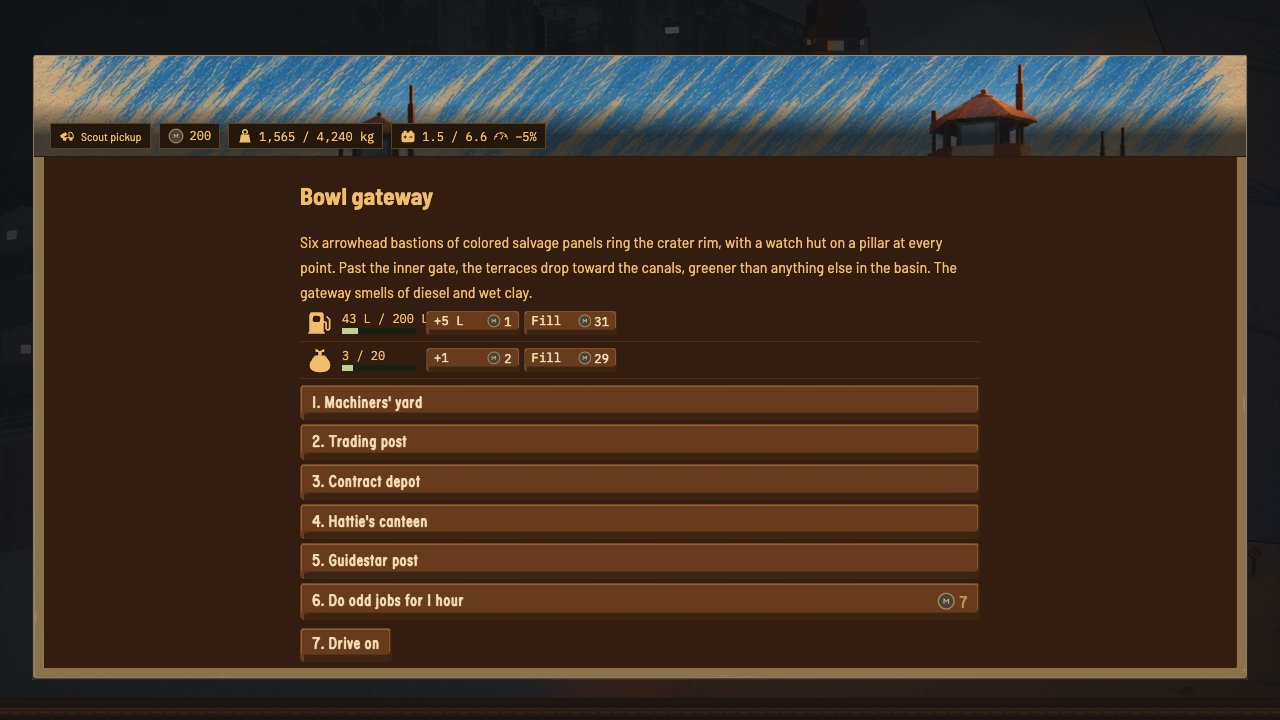 Scout pickup M 200 1,565 / 4,240 kg 1.5 / 6.6 −5%
Bowl gateway
Six arrowhead bastions of colored salvage panels ring the crater rim, with a watch hut on a pillar at every
point. Past the inner gate, the terraces drop toward the canals, greener than anything else in the basin. The
gateway smells of diesel and wet clay.
43 L / 200 L +5 L M 1 Fill M 31
3 / 20 +1 M 2 Fill M 29
1. Machiners' yard
2. Trading post
3. Contract depot
4. Hattie's canteen
5. Guidestar post
6. Do odd jobs for 1 hour M 7
7. Drive on